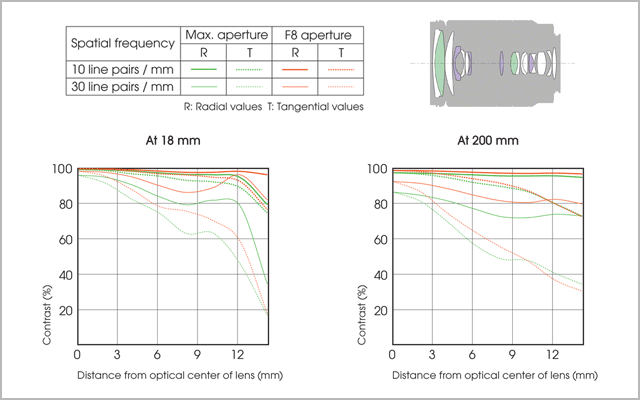 Spatial frequency Max. aperture F8 aperture
R T R T
10 line pairs / mm
30 line pairs / mm
R: Radial values T: Tangential values
At 18 mm
100
80
60
40
20
Contrast (%)
0 3 6 9 12
Distance from optical center of lens (mm)
At 200 mm
100
80
60
40
20
Contrast (%)
0 3 6 9 12
Distance from optical center of lens (mm)